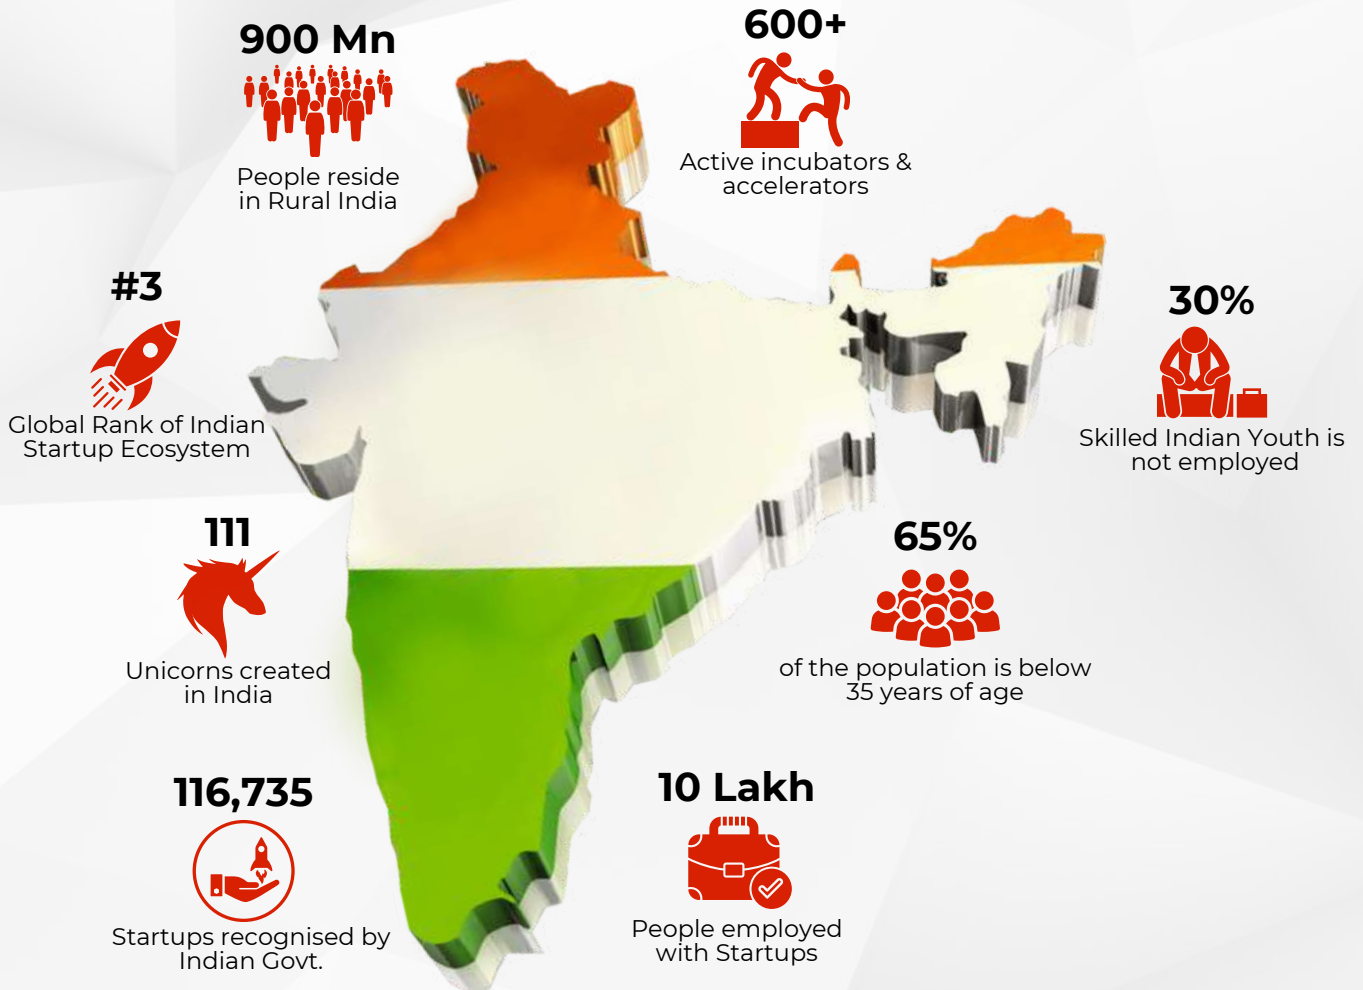 900 Mn
People reside
in Rural India
600+
Active incubators &
accelerators
#3
Global Rank of Indian
Startup Ecosystem
30%
Skilled Indian Youth is
not employed
111
Unicorns created
in India
65%
of the population is below
35 years of age
116,735
Startups recognised by
Indian Govt.
10 Lakh
People employed
with Startups